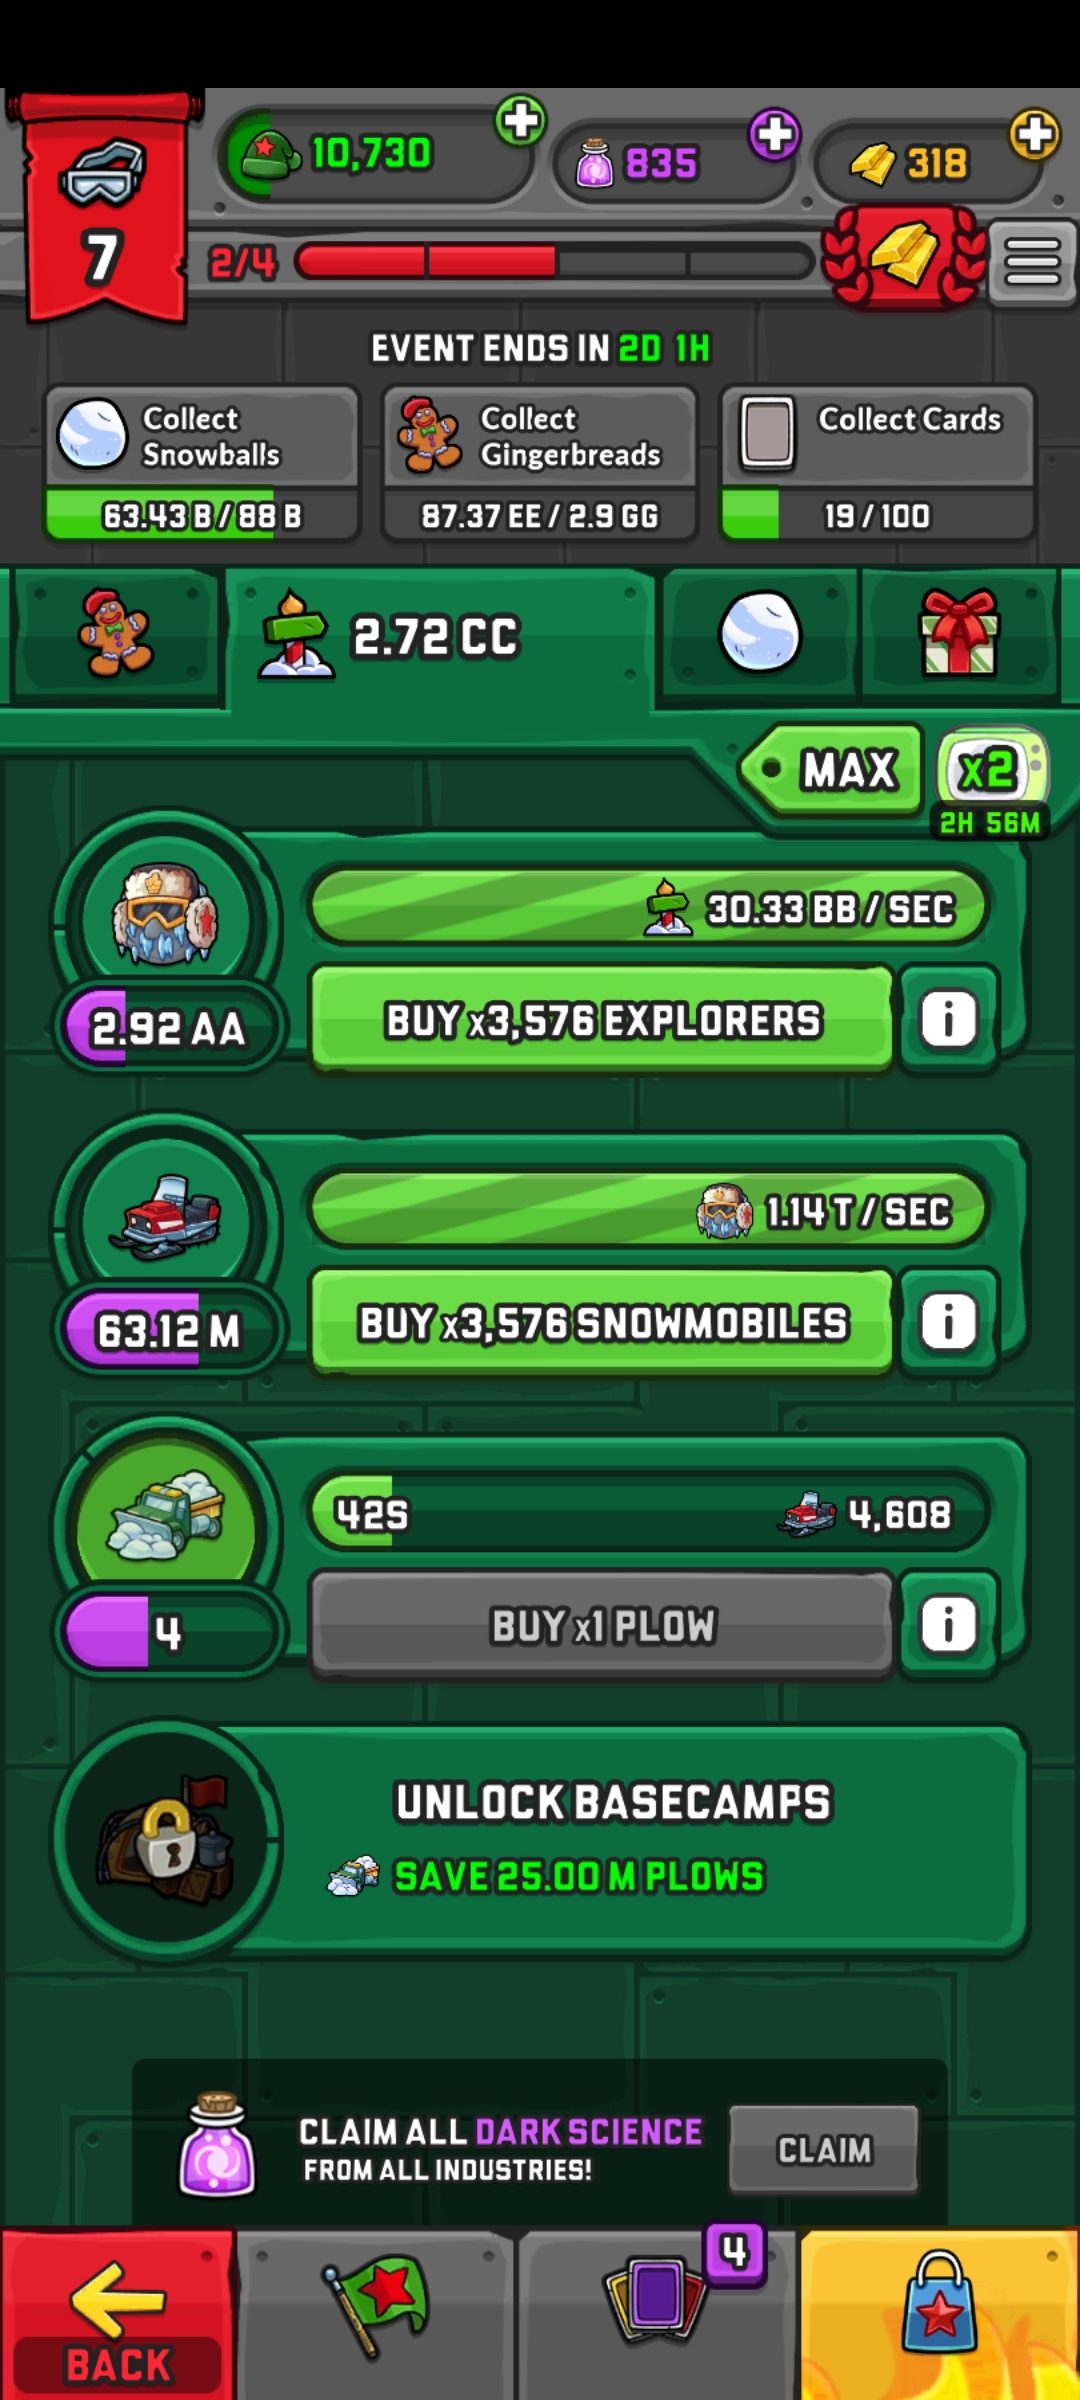 10,730
835
318
7
2/4
EVENT ENDS IN 2D 1H
Collect
Snowballs
63.43 B / 88 B
Collect
Gingerbreads
87.37 EE / 2.9 GG
Collect Cards
19 / 100
2.72 CC
MAX
x2
2H 56M
30.33 BB / SEC
2.92 AA
BUY x3,576 EXPLORERS
i
1.14 T / SEC
63.12 M
BUY x3,576 SNOWMOBILES
i
42S
4,608
4
BUY x1 PLOW
i
UNLOCK BASECAMPS
SAVE 25.00 M PLOWS
CLAIM ALL DARK SCIENCE
FROM ALL INDUSTRIES!
CLAIM
4
BACK